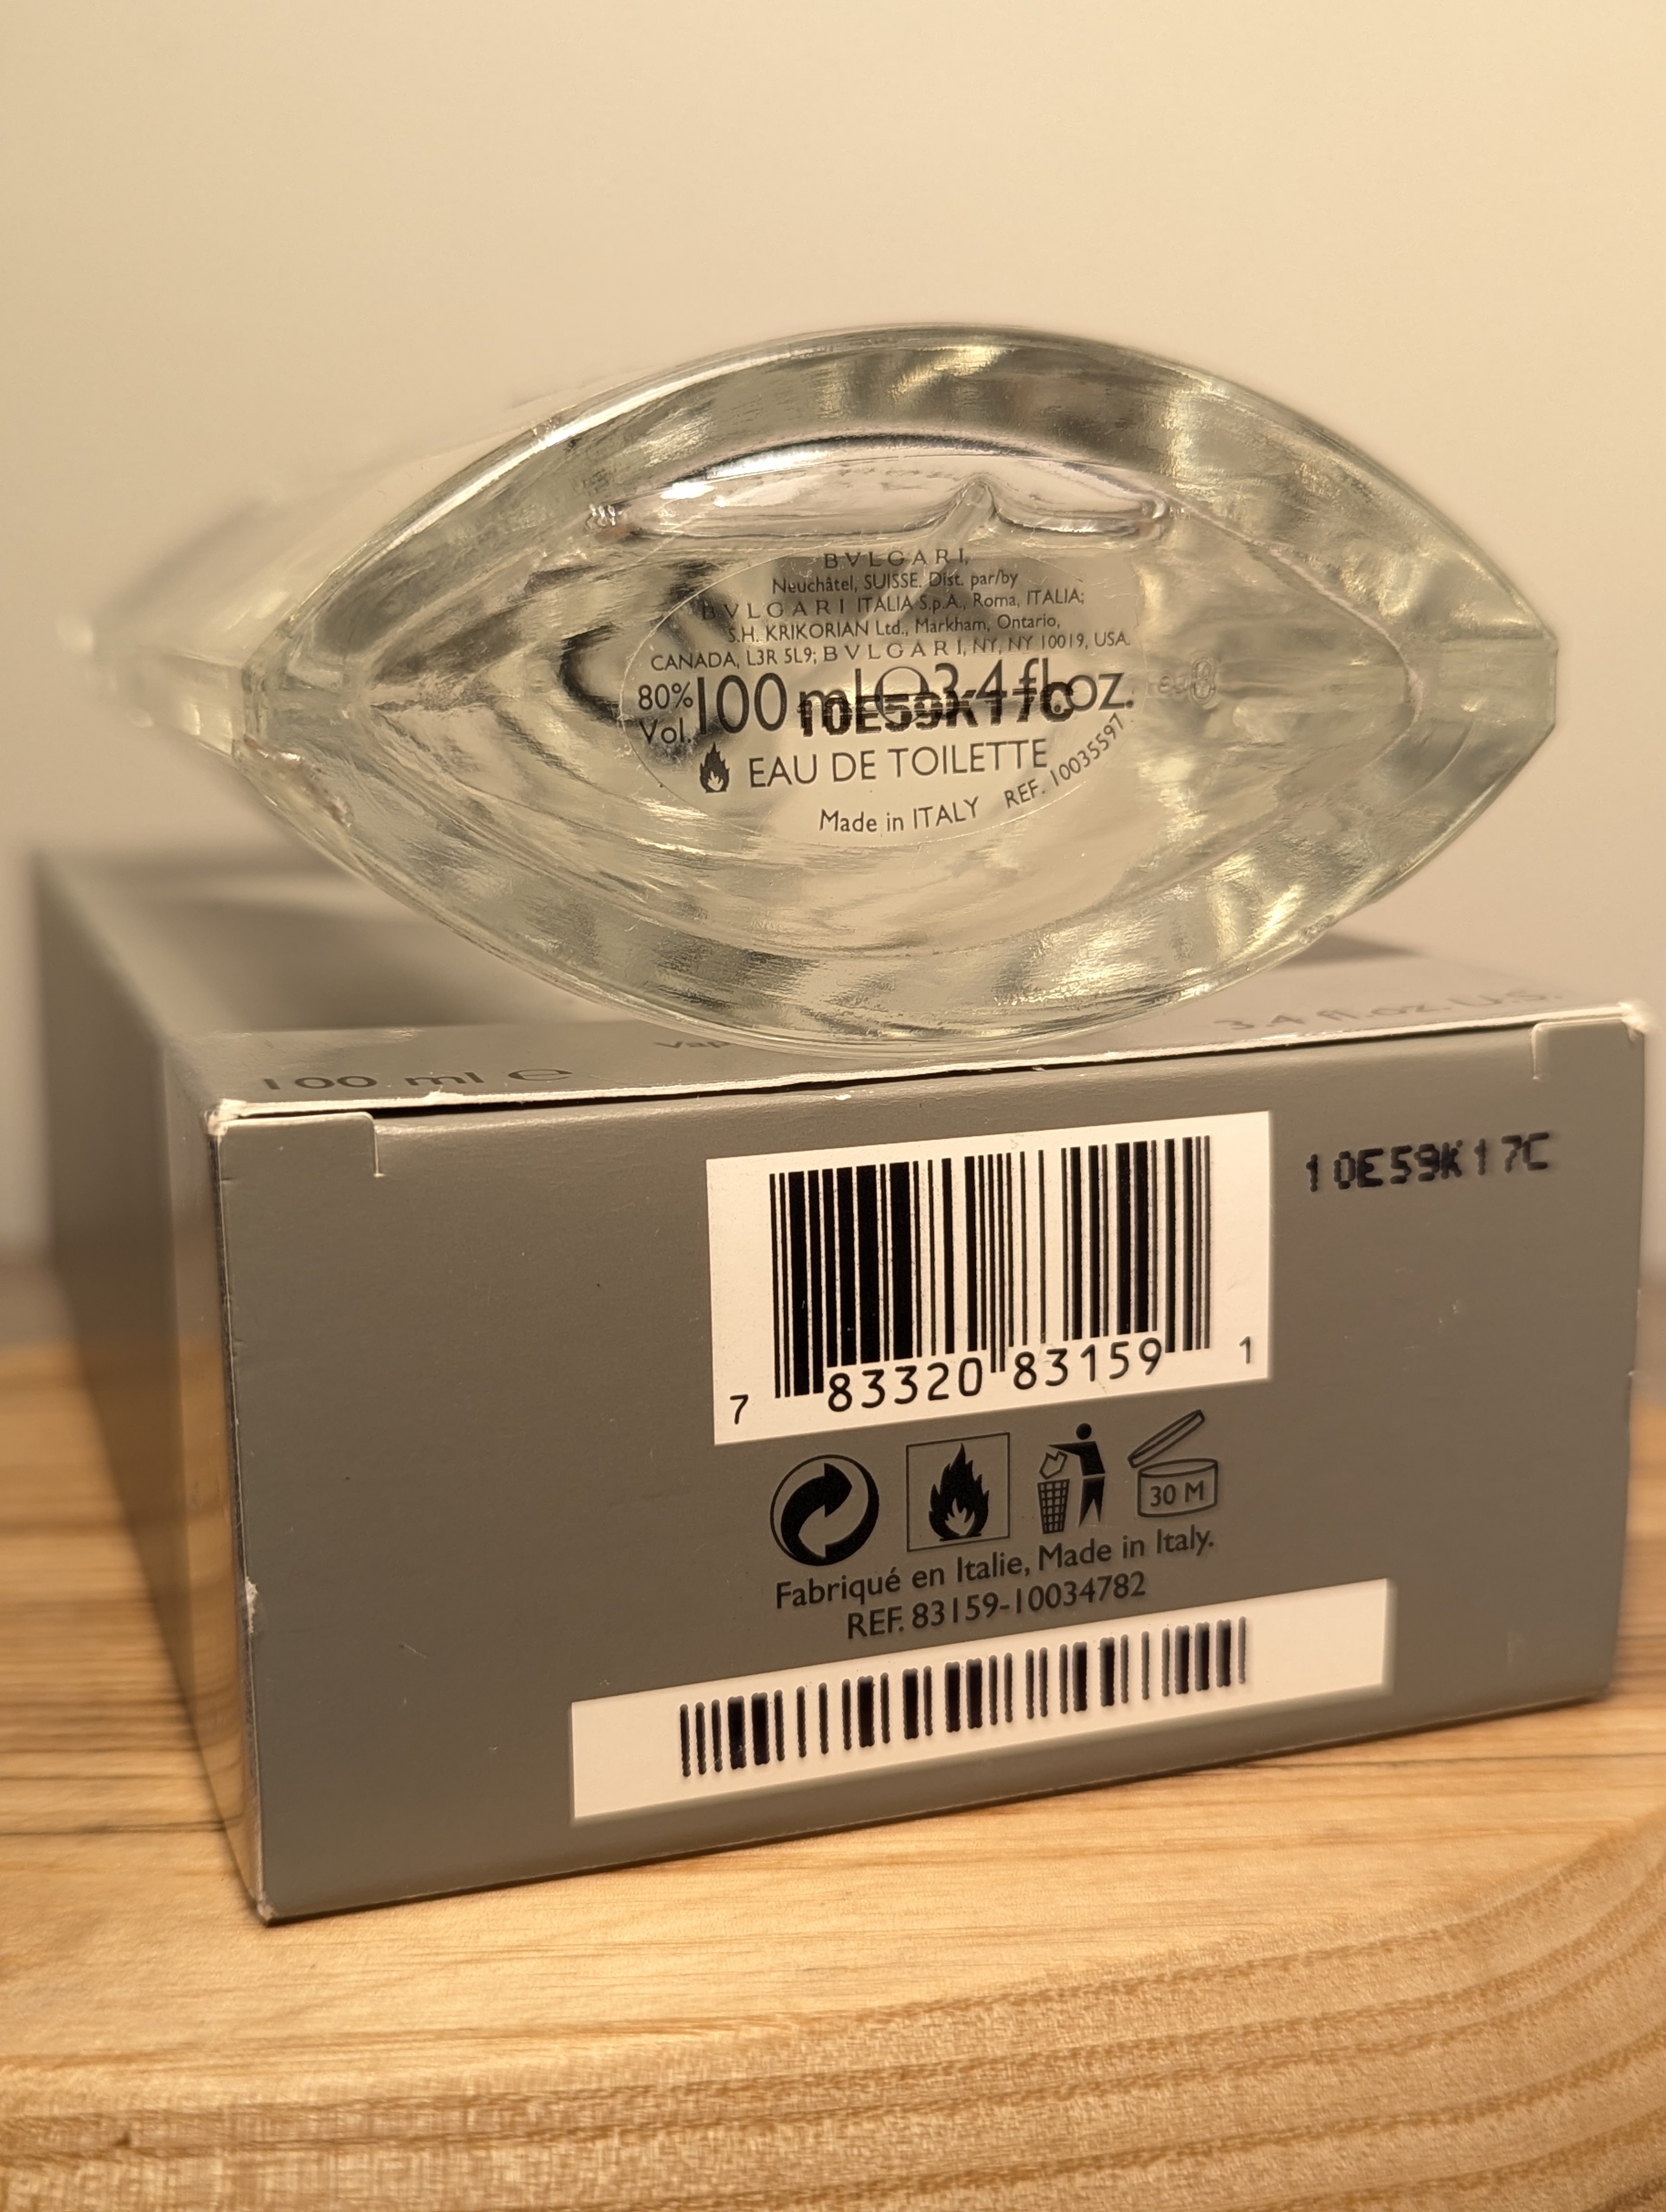 BVLGARI,
Neuchâtel, SUISSE. Dist. par/by
BVLGARI ITALIA S.p.A., Roma, ITALIA;
S.H. KRIKORIAN Ltd., Markham, Ontario,
CANADA, L3R 5L9; BVLGARI, NY, NY 10019, USA.
80% Vol. 100 ml ℮ 3.4 fl. oz.
10E59K17C
EAU DE TOILETTE
Made in ITALY REF. 10035597
100 ml ℮ Vap 3.4 fl. oz. U.S.
10E59K17C
7 83320 83159 1
30 M
Fabriqué en Italie, Made in Italy.
REF. 83159-10034782